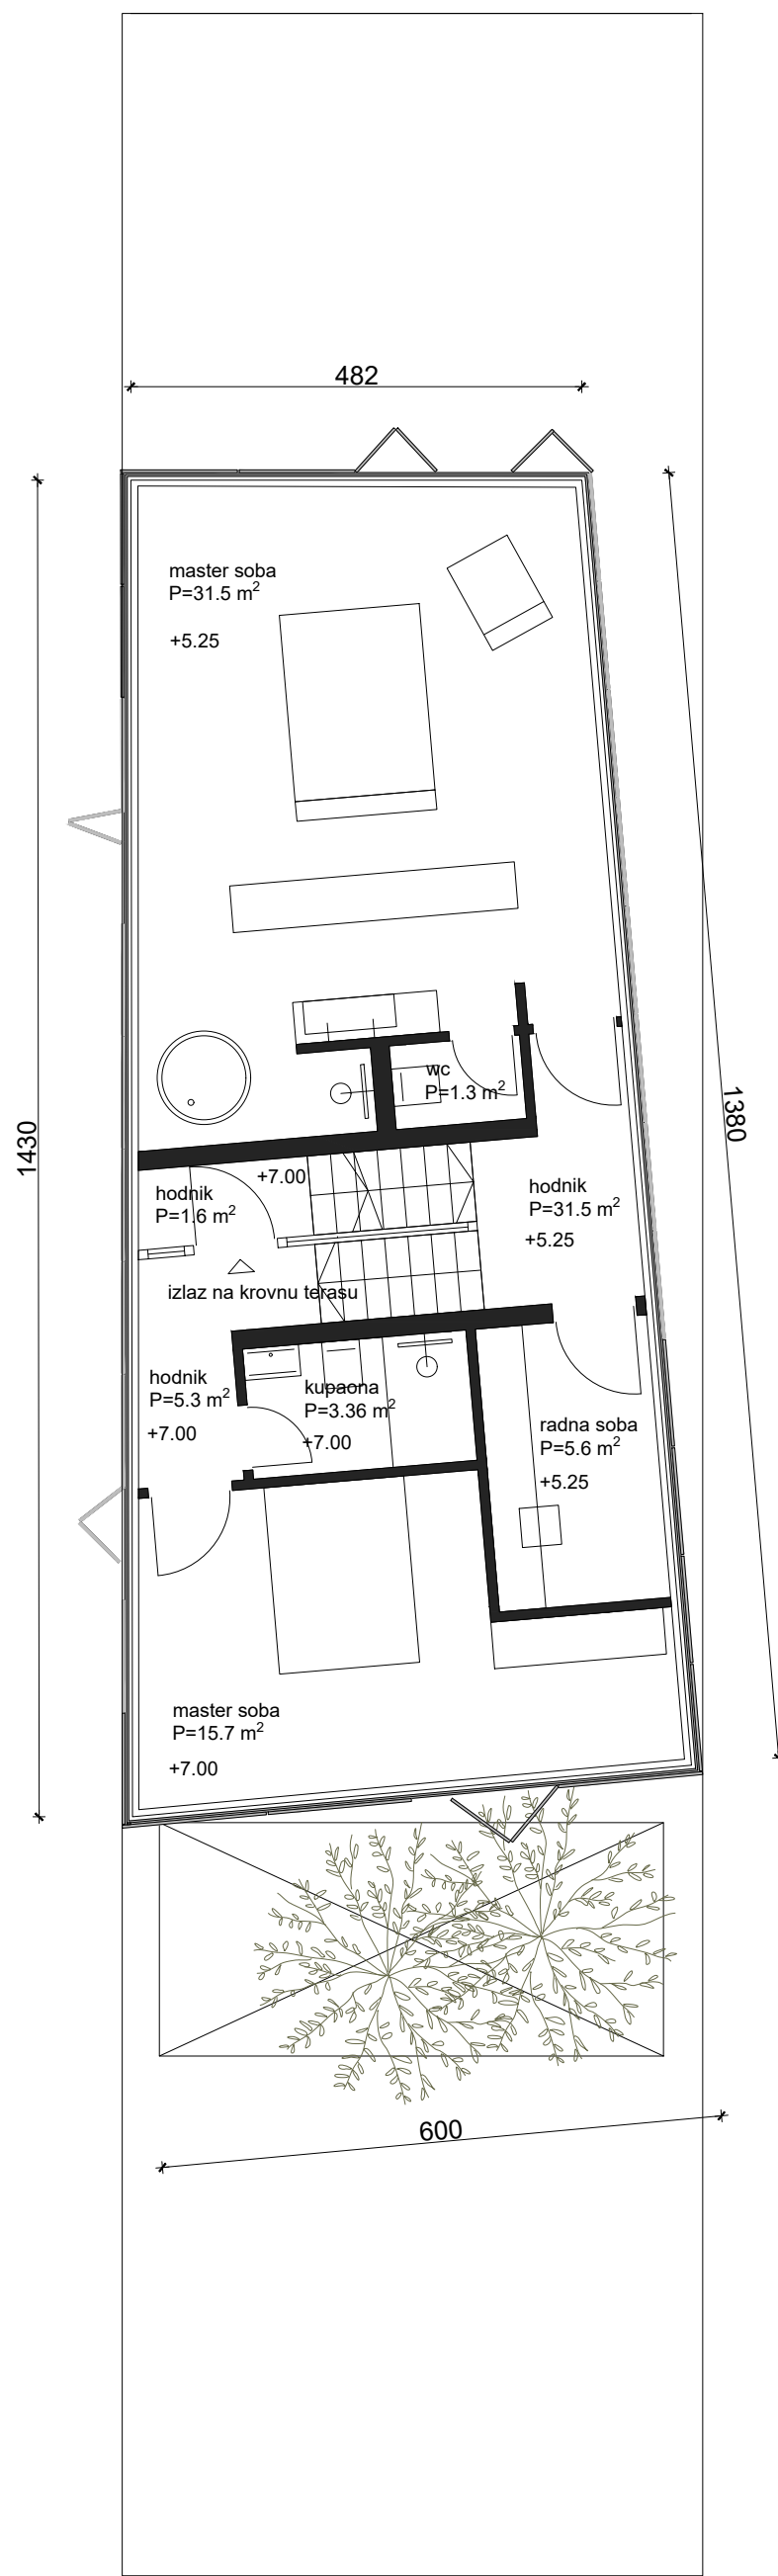 482
master soba
P=31.5 m²
+5.25
1430
1380
wc
P=1.3 m²
+7.00
hodnik
P=1.6 m²
hodnik
P=31.5 m²
+5.25
izlaz na krovnu terasu
hodnik
P=5.3 m²
+7.00
kupaona
P=3.36 m²
+7.00
radna soba
P=5.6 m²
+5.25
master soba
P=15.7 m²
+7.00
600